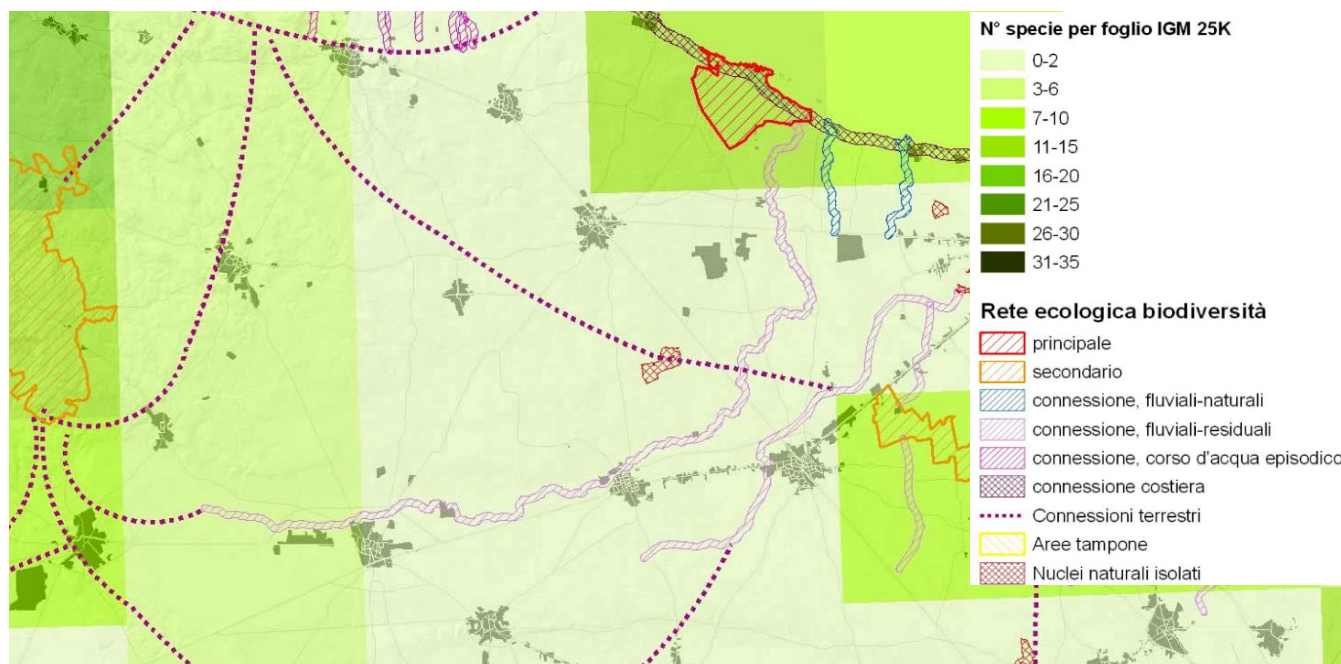 N° specie per foglio IGM 25K
0-2
3-6
7-10
11-15
16-20
21-25
26-30
31-35
Rete ecologica biodiversità
principale
secondario
connessione, fluviali-naturali
connessione, fluviali-residuali
connessione, corso d'acqua episodico
connessione costiera
Connessioni terrestri
Aree tampone
Nuclei naturali isolati